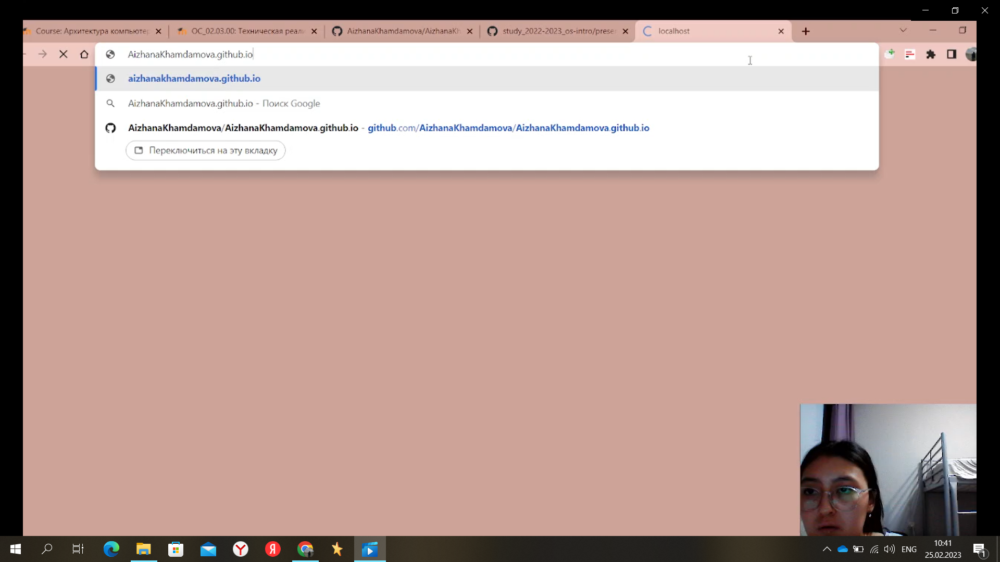 Course: Архитектура компьютер
ОС_02.03.00: Техническая реали
AizhanaKhamdamova/AizhanaKh
study_2022-2023_os-intro/prese
localhost
AizhanaKhamdamova.github.io
aizhanakhamdamova.github.io
AizhanaKhamdamova.github.io - Поиск Google
AizhanaKhamdamova/AizhanaKhamdamova.github.io - github.com/AizhanaKhamdamova/AizhanaKhamdamova.github.io
Переключиться на эту вкладку
ENG
10:41
25.02.2023
1